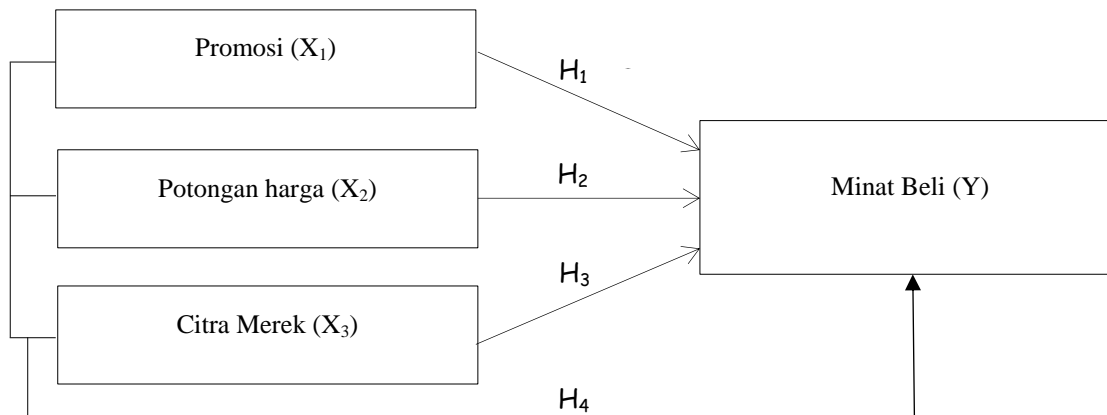 Promosi (X₁)
H₁
Potongan harga (X₂)
H₂
Minat Beli (Y)
Citra Merek (X₃)
H₃
H₄